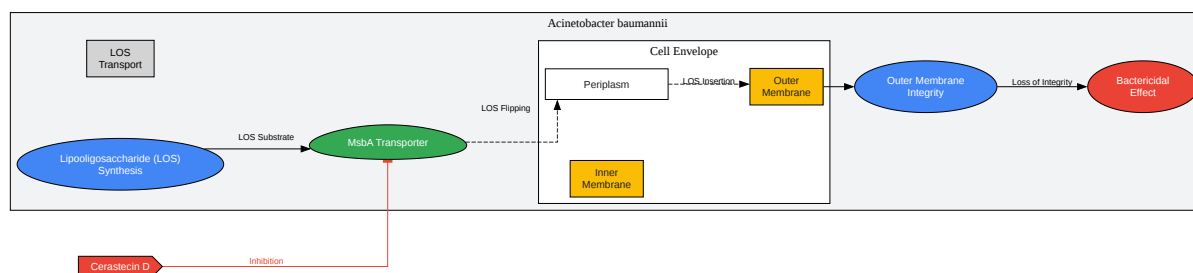 Acinetobacter baumannii
LOS
Transport
Cell Envelope
Periplasm
LOS Insertion
Outer
Membrane
Outer Membrane
Integrity
Loss of Integrity
Bactericidal
Effect
LOS Flipping
LOS Substrate
MsbA Transporter
Lipooligosaccharide (LOS)
Synthesis
Inner
Membrane
Cerastecin D
Inhibition